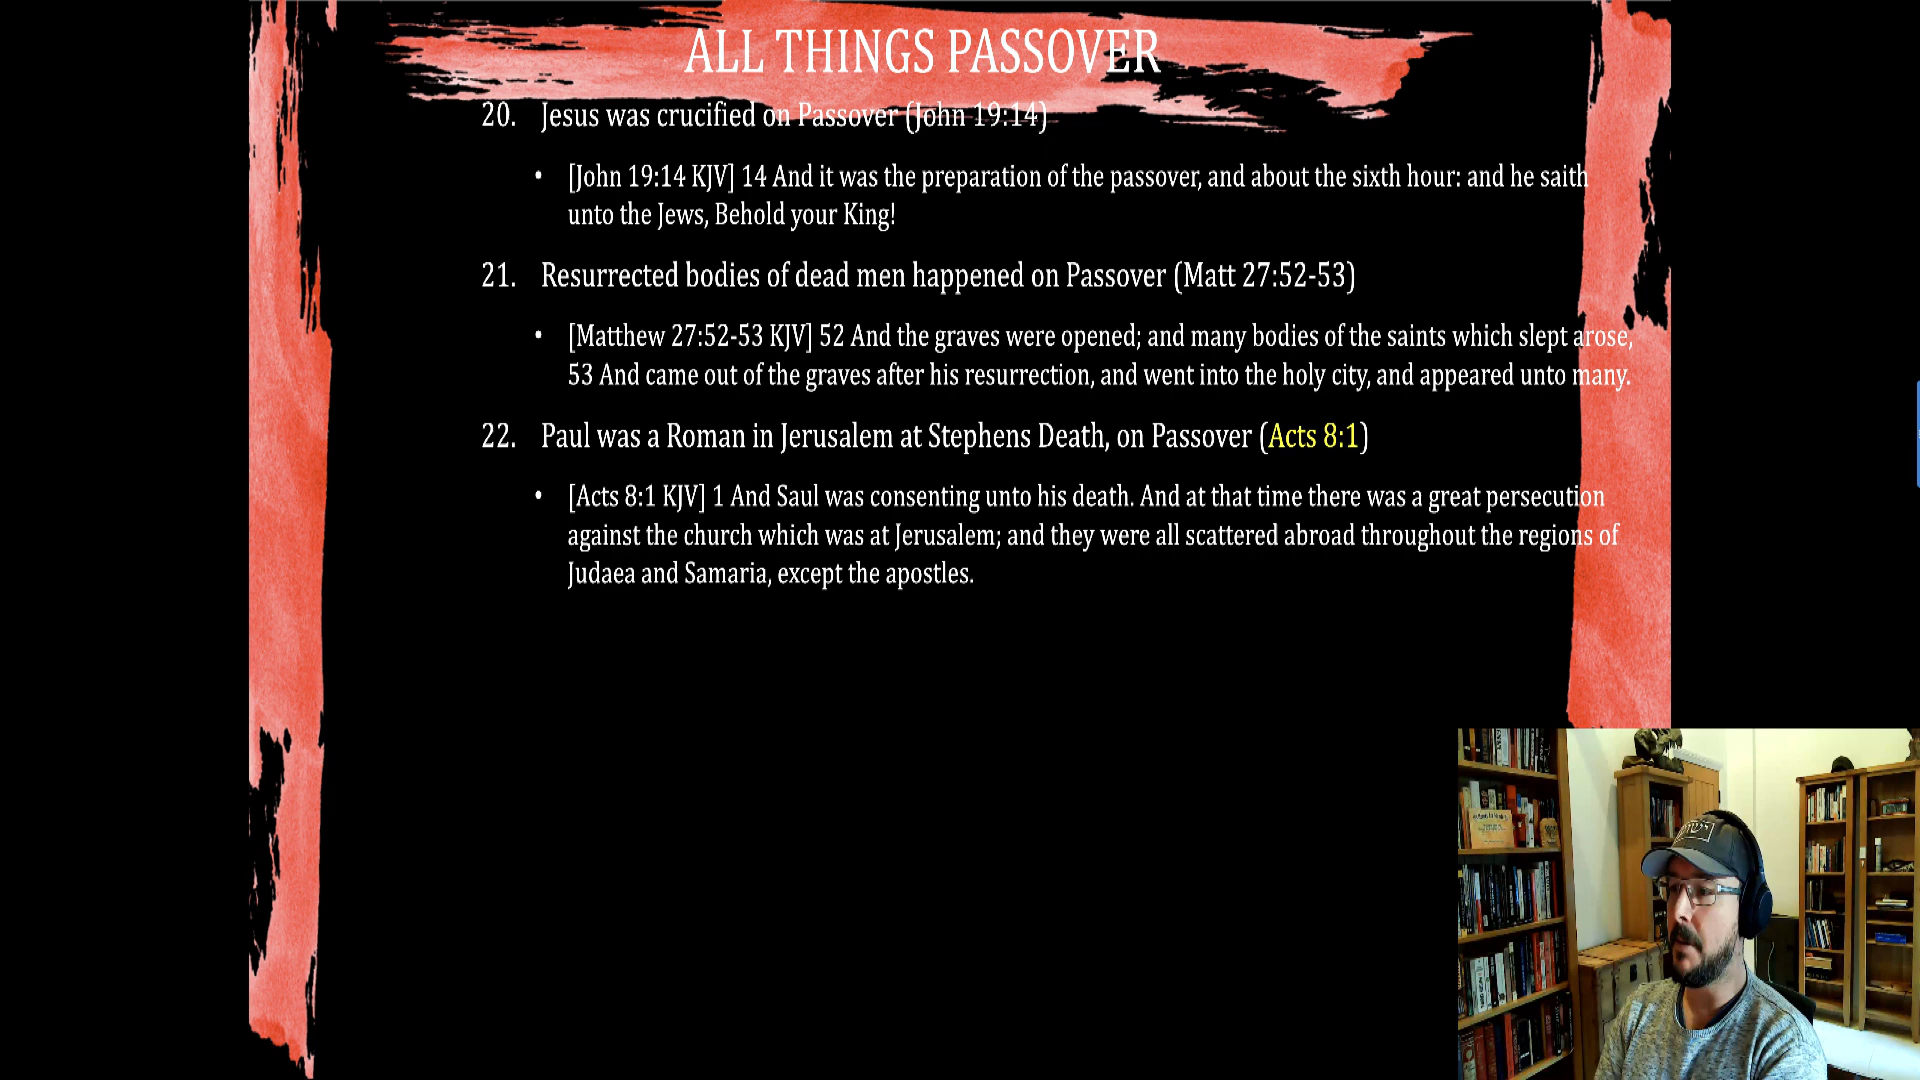 ALL THINGS PASSOVER
20. Jesus was crucified on Passover (John 19:14)
• [John 19:14 KJV] 14 And it was the preparation of the passover, and about the sixth hour: and he saith
unto the Jews, Behold your King!
21. Resurrected bodies of dead men happened on Passover (Matt 27:52-53)
• [Matthew 27:52-53 KJV] 52 And the graves were opened; and many bodies of the saints which slept arose,
53 And came out of the graves after his resurrection, and went into the holy city, and appeared unto many.
22. Paul was a Roman in Jerusalem at Stephens Death, on Passover (Acts 8:1)
• [Acts 8:1 KJV] 1 And Saul was consenting unto his death. And at that time there was a great persecution
against the church which was at Jerusalem; and they were all scattered abroad throughout the regions of
Judaea and Samaria, except the apostles.